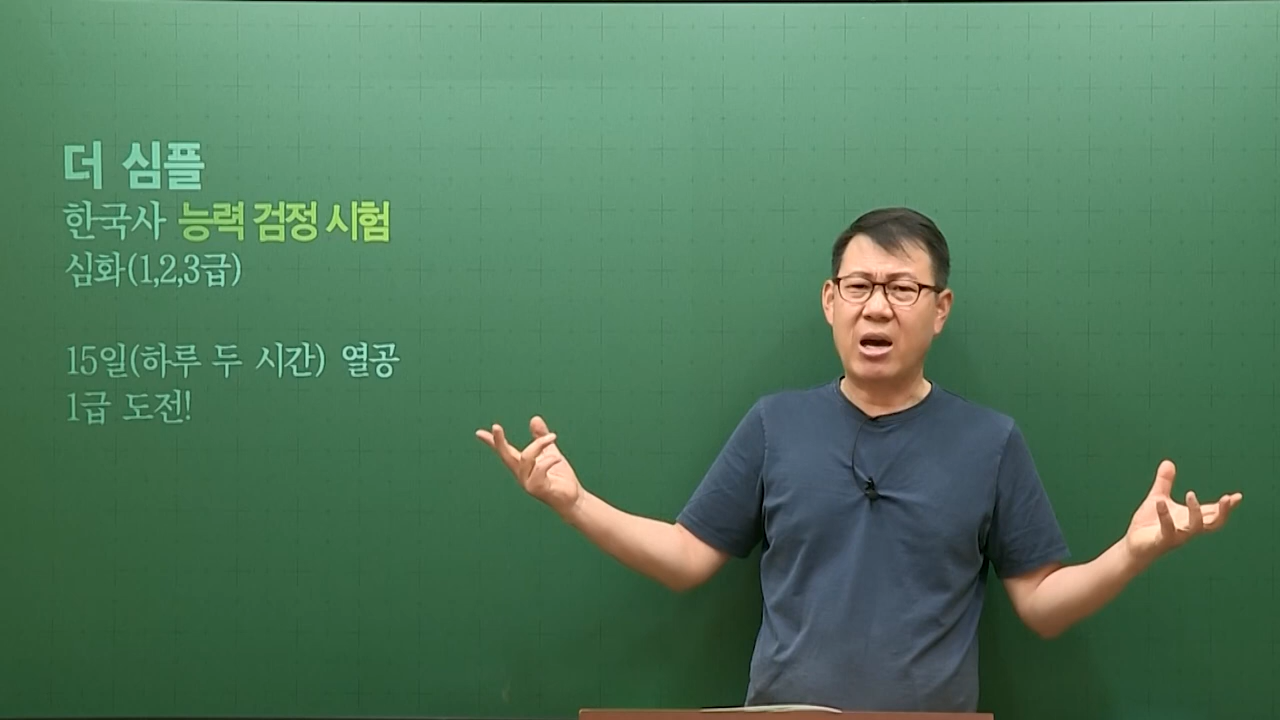 더 심플
한국사 능력 검정 시험
심화(1,2,3급)
15일(하루 두 시간) 열공
1급 도전!